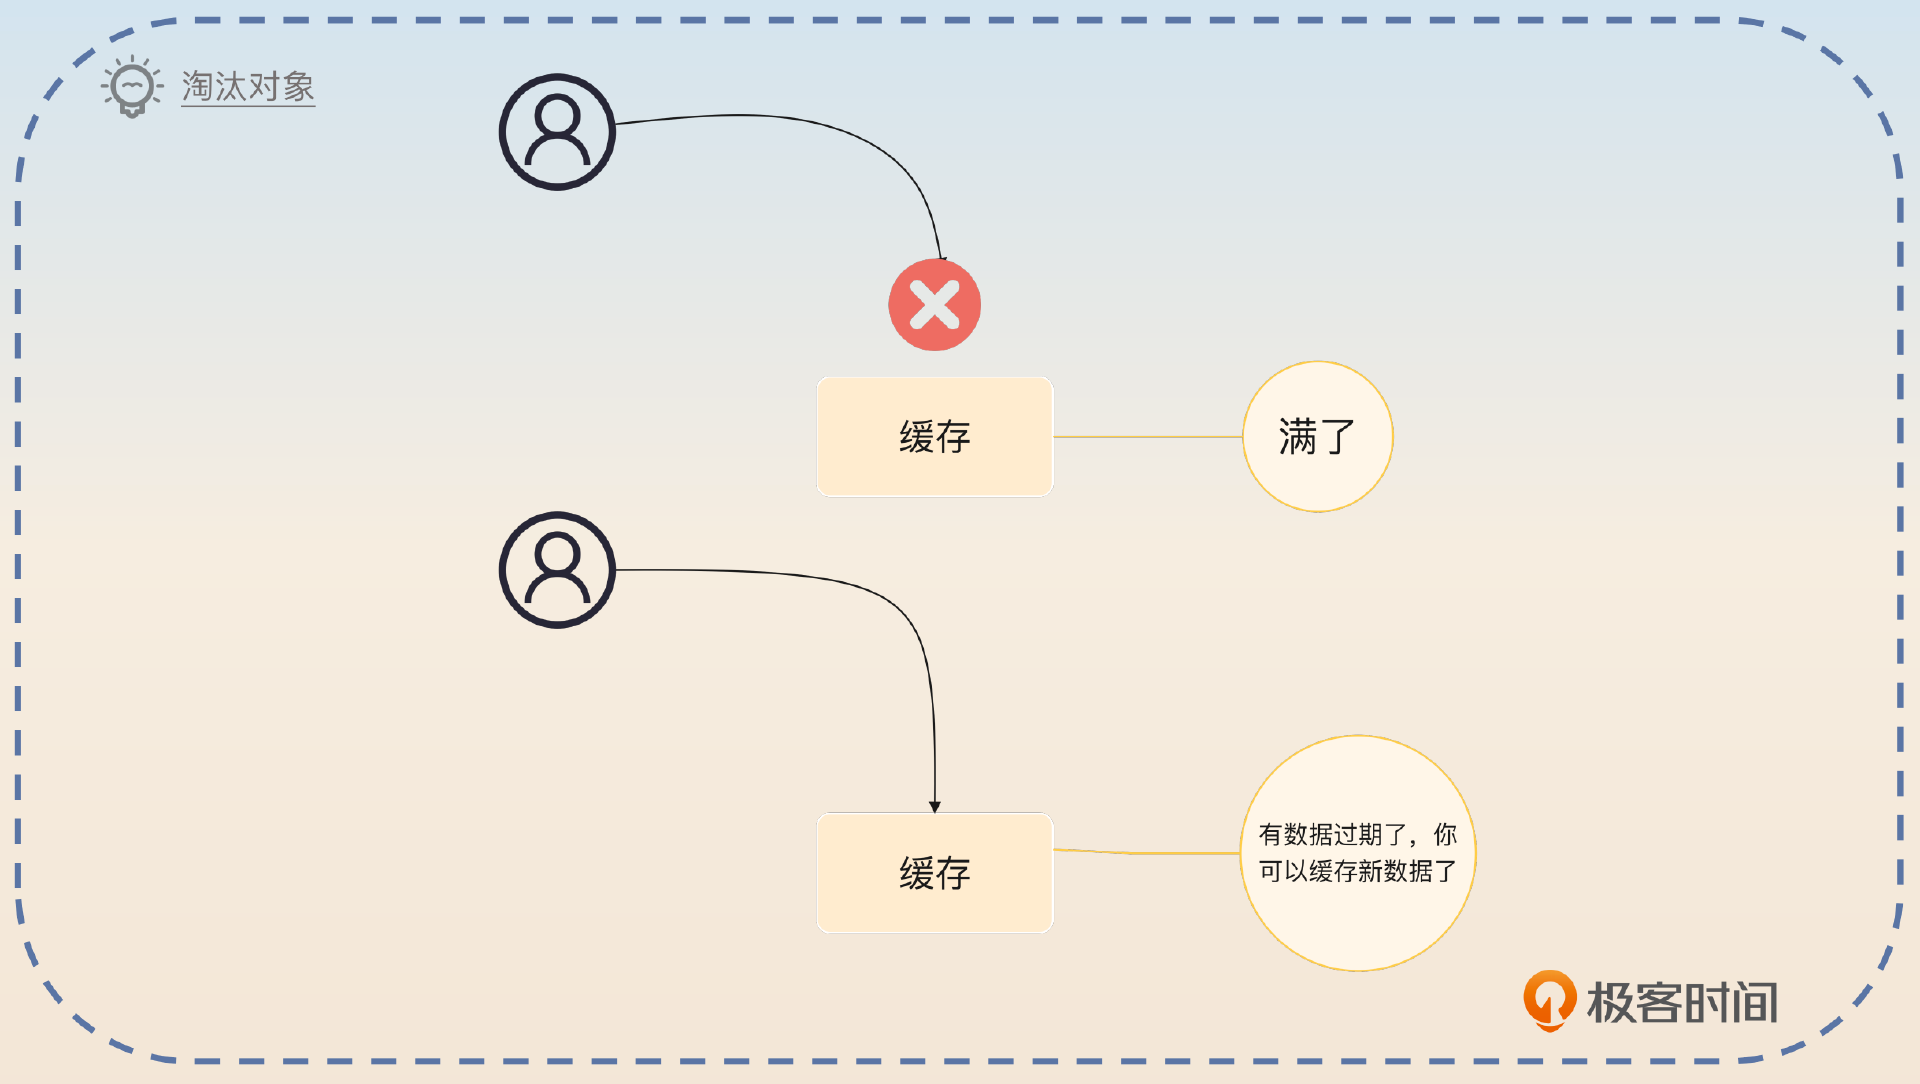 淘汰对象
缓存
满了
缓存
有数据过期了，你
可以缓存新数据了
极客时间